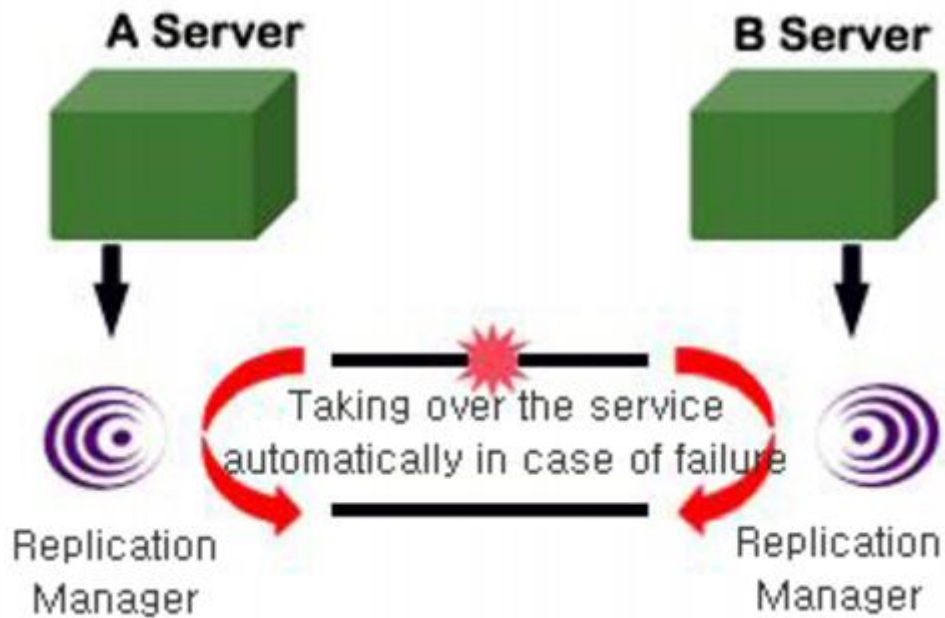 A Server
B Server
Taking over the service
automatically in case of failure
Replication
Manager
Replication
Manager